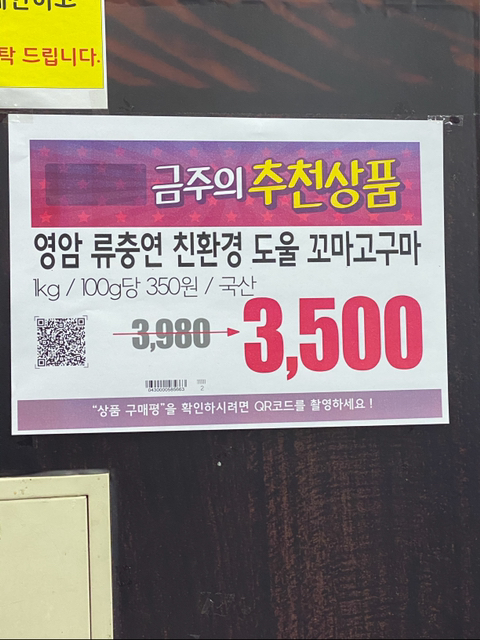 하고
탁 드립니다.
금주의 추천상품
영암 류충연 친환경 도울 꼬마고구마
1kg / 100g당 350원 / 국산
3,980 → 3,500
"상품 구매평"을 확인하시려면 QR코드를 촬영하세요 !